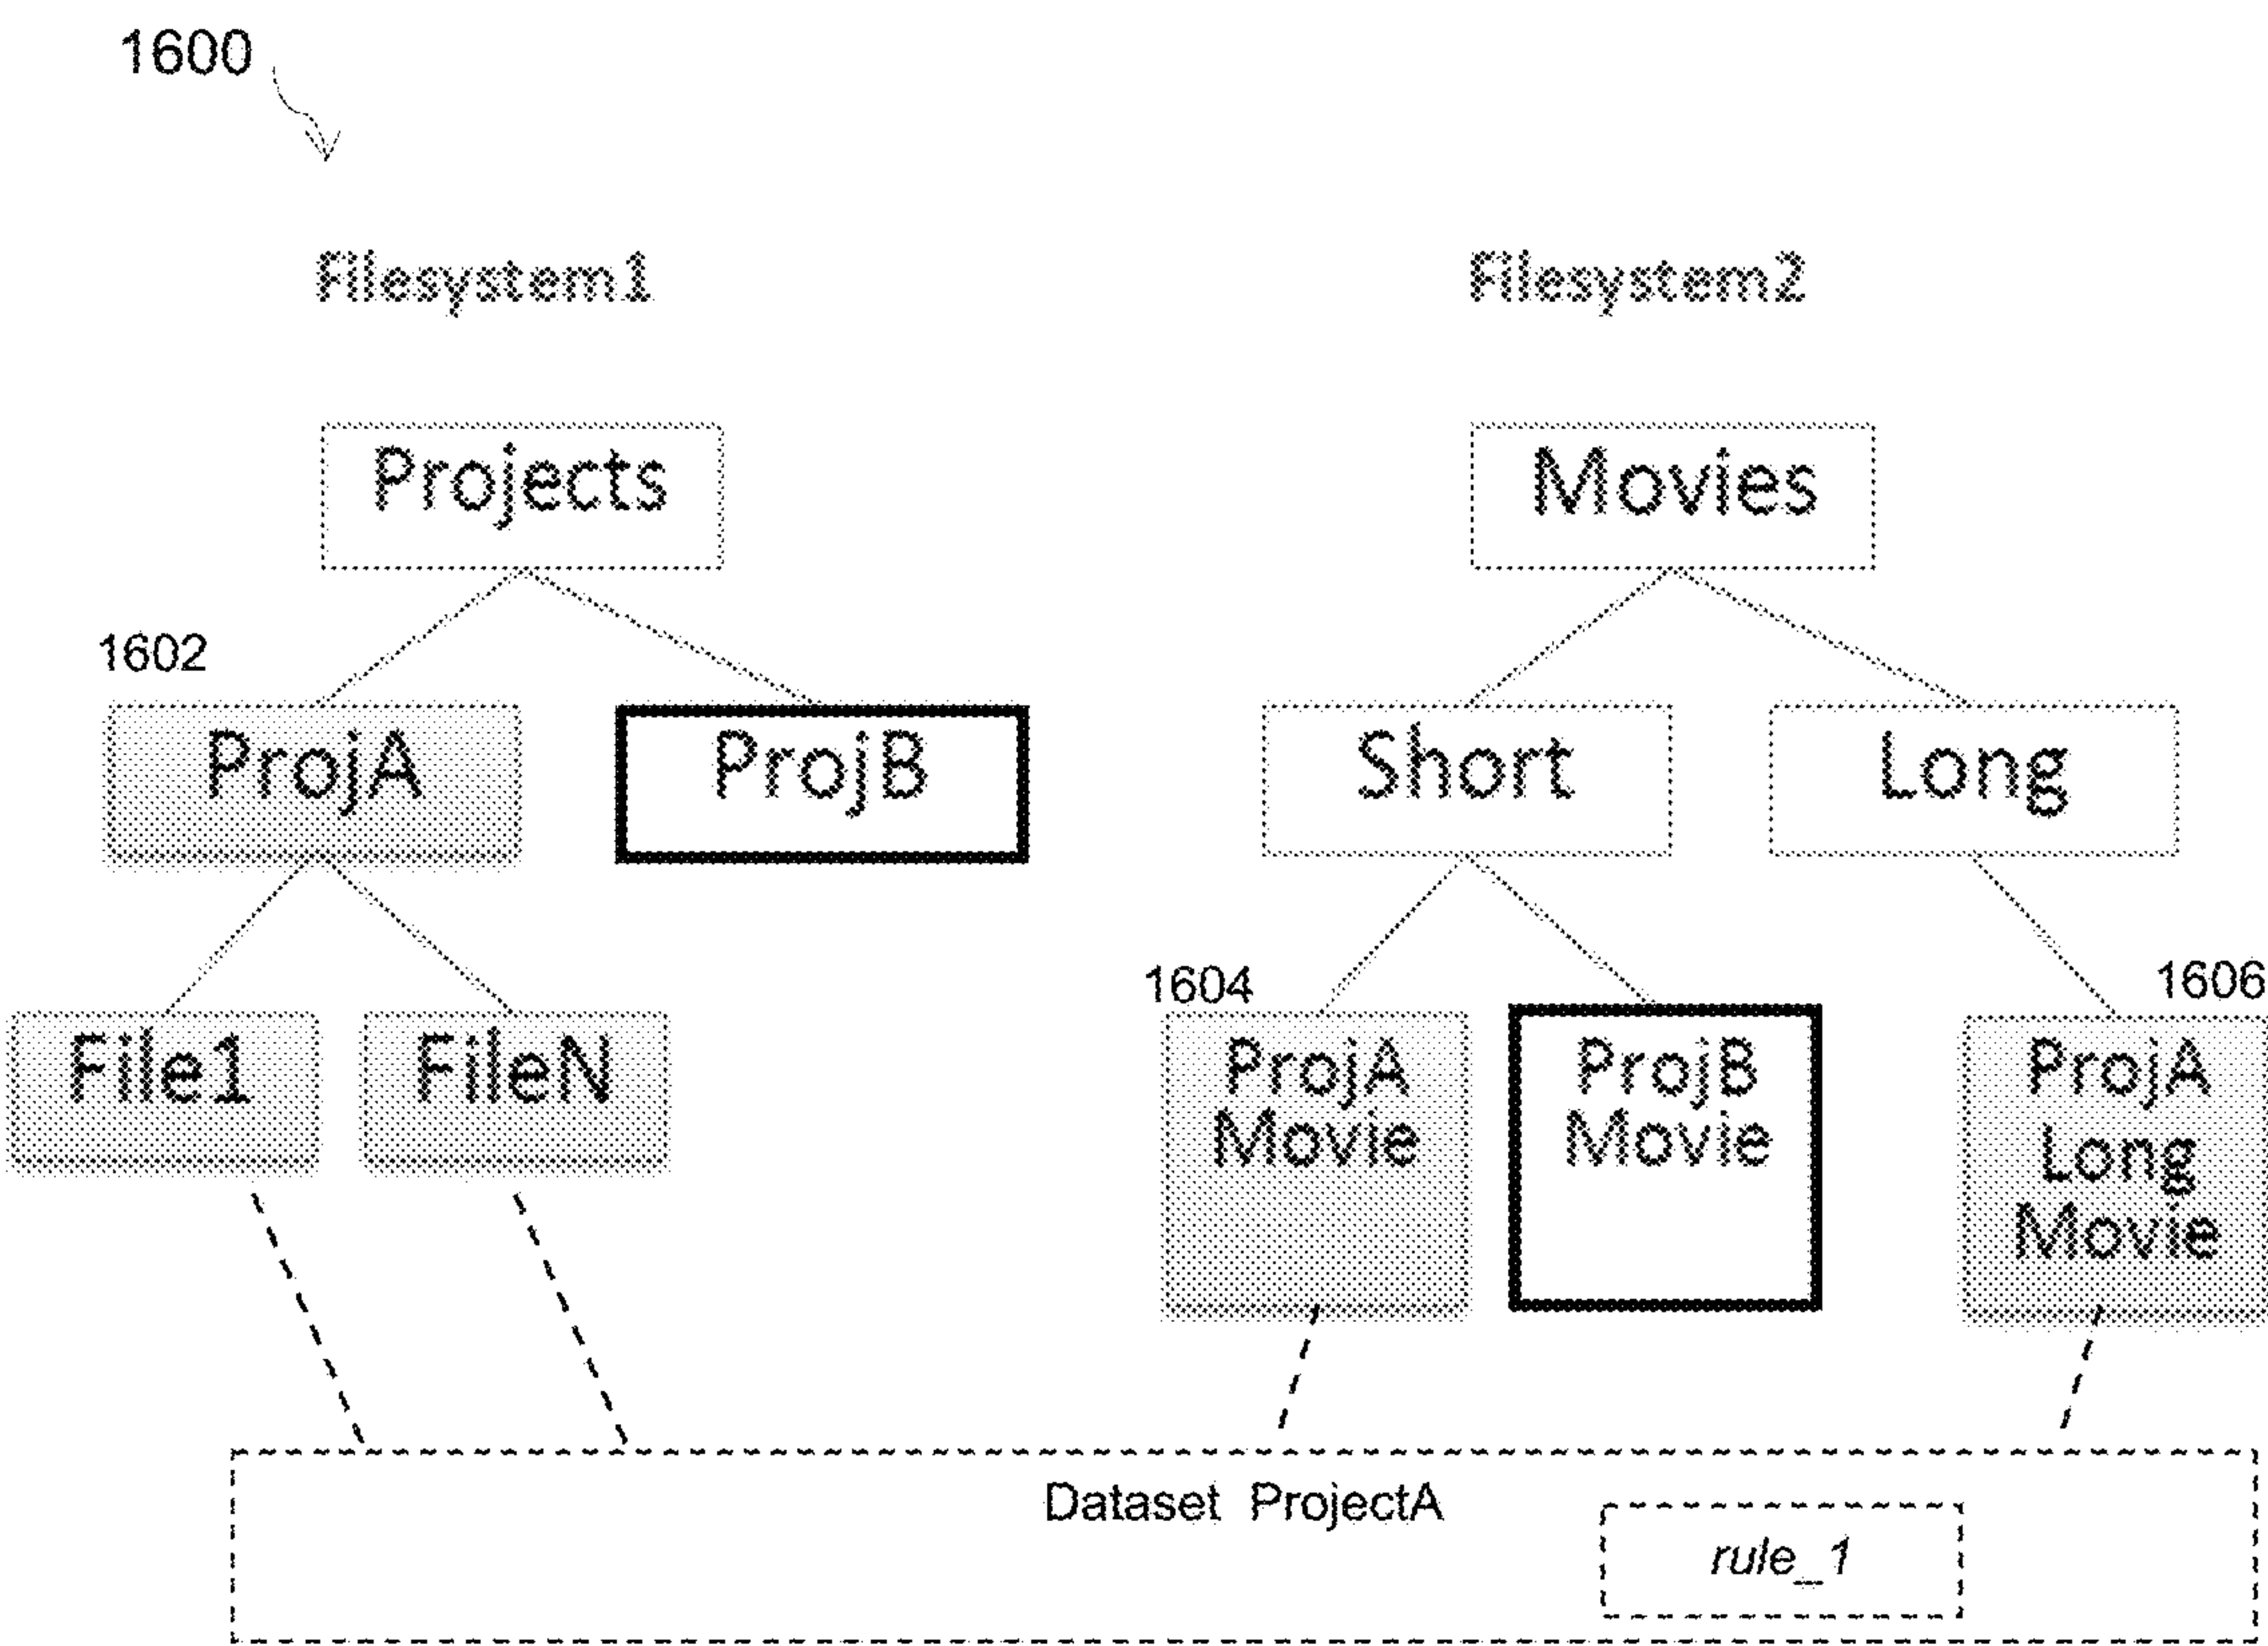 1600
Filesystem1
Filesystem2
Projects
Movies
1602
ProjA
ProjB
Short
Long
1604
1606
File1
FileN
ProjA
Movie
ProjB
Movie
ProjA
Long
Movie
Dataset ProjectA
rule_1